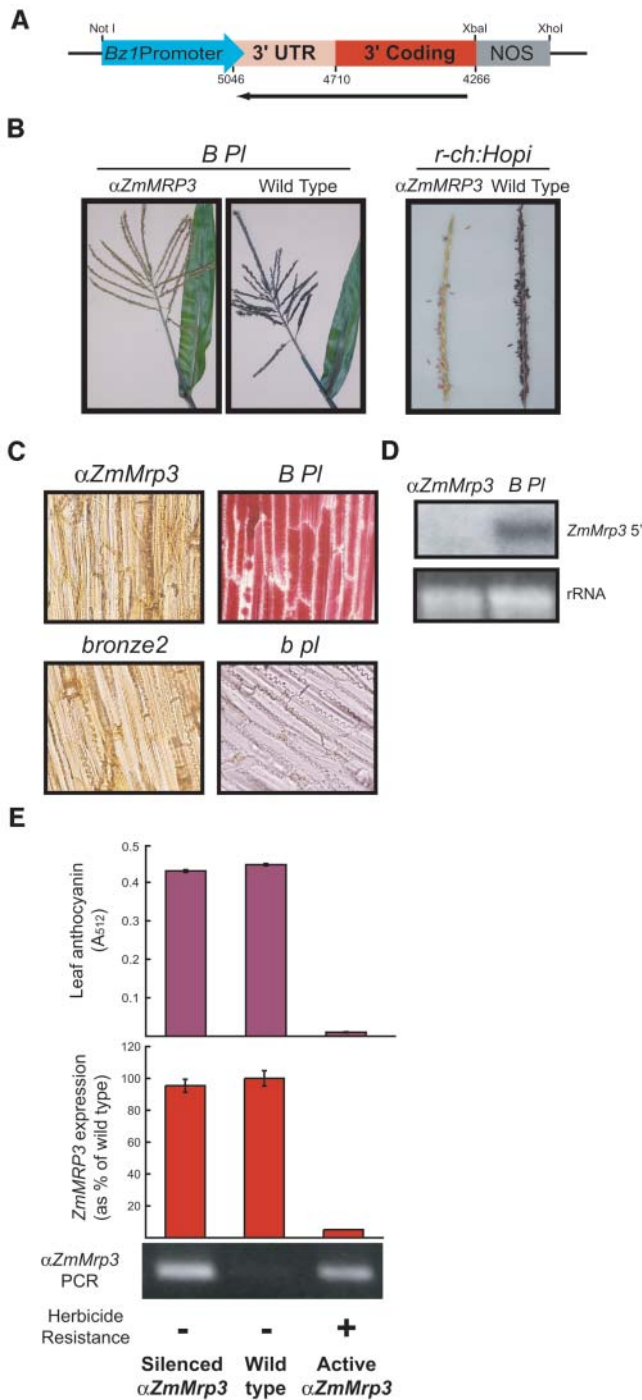 A
Not I
XbaI
XhoI
Bz1Promoter
3' UTR
3' Coding
NOS
5046
4710
4266
B
B Pl
r-ch:Hopi
αZmMRP3
Wild Type
αZmMRP3
Wild Type
C
αZmMrp3
B Pl
bronze2
b pl
D
αZmMrp3
B Pl
ZmMrp3 5'
rRNA
E
Leaf anthocyanin
(A512)
0.5
0.4
0.3
0.2
0.1
ZmMRP3 expression
(as % of wild type)
120
100
80
60
40
20
αZmMrp3
PCR
Herbicide
Resistance
-
-
+
Silenced
αZmMrp3
Wild
type
Active
αZmMrp3